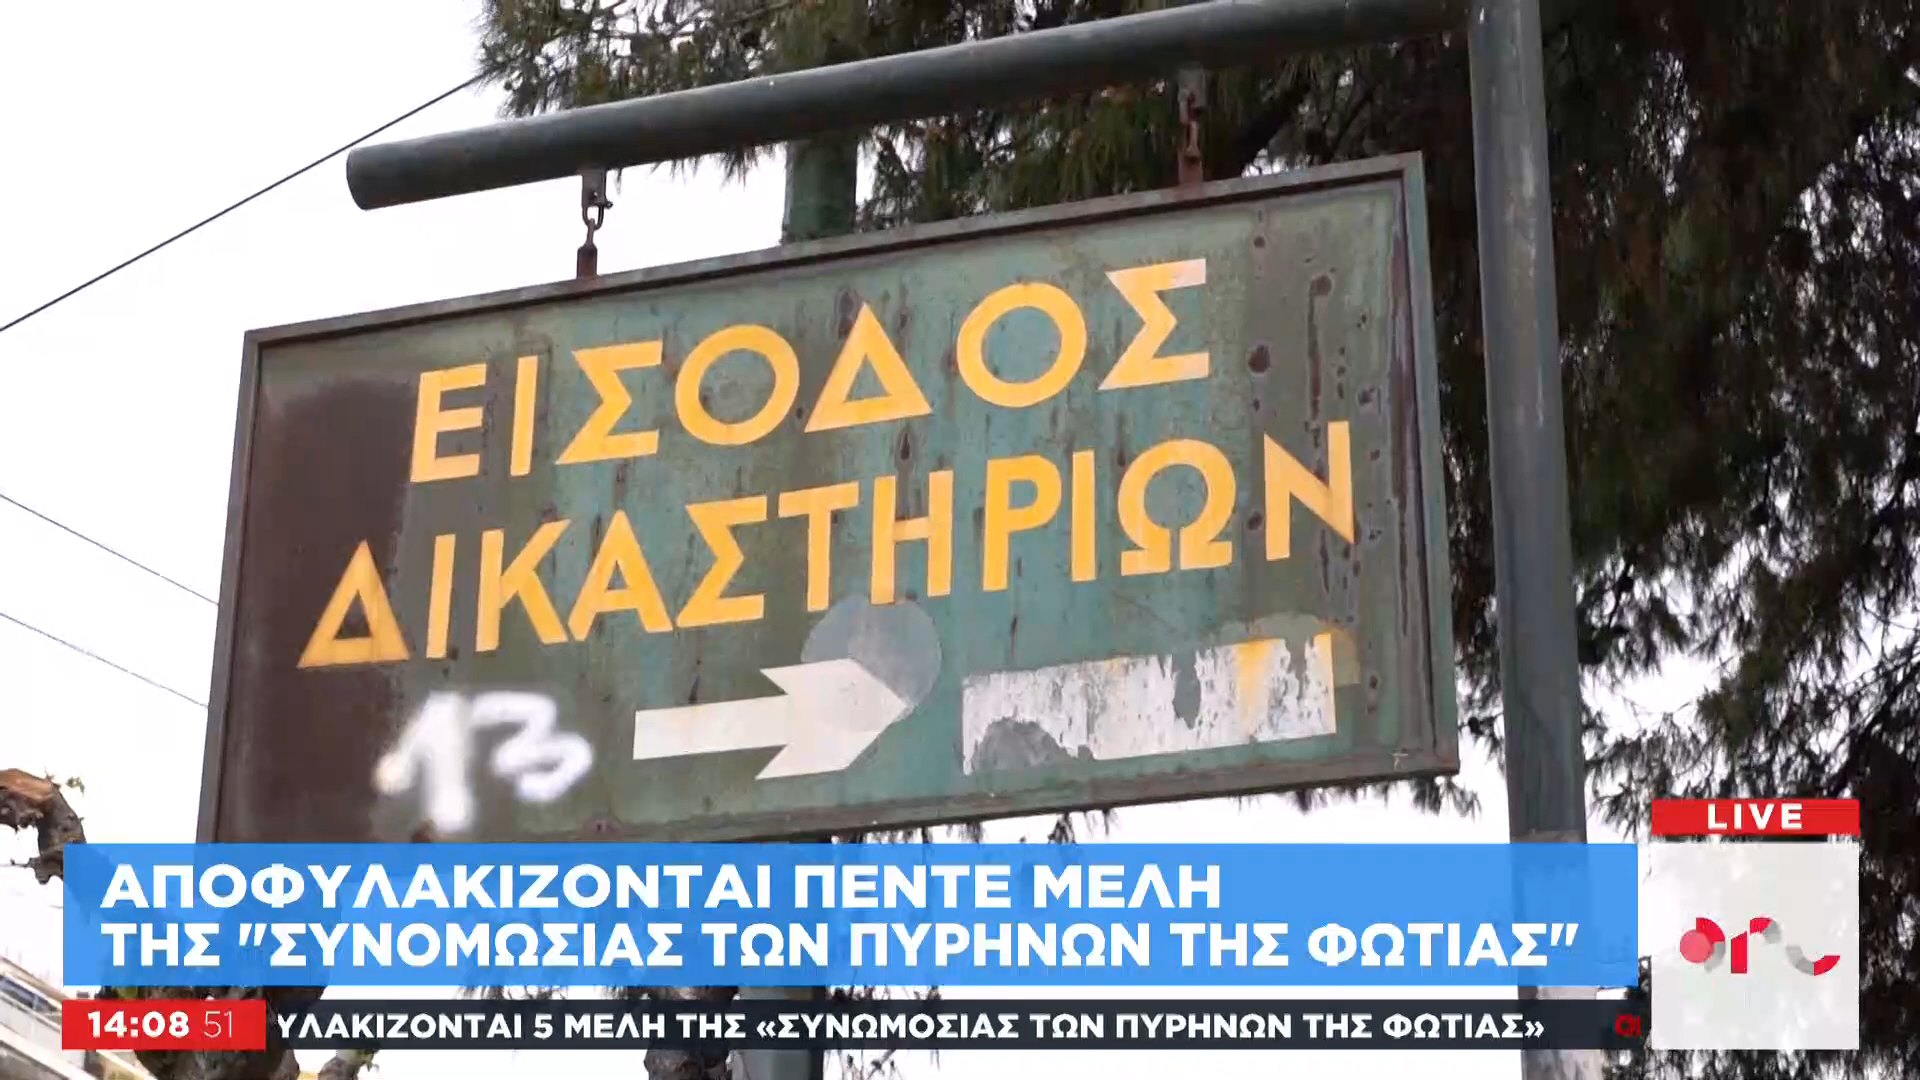 ΕΙΣΟΔΟΣ
ΔΙΚΑΣΤΗΡΙΩΝ
13
LIVE
ΑΠΟΦΥΛΑΚΙΖΟΝΤΑΙ ΠΕΝΤΕ ΜΕΛΗ
ΤΗΣ "ΣΥΝΟΜΩΣΙΑΣ ΤΩΝ ΠΥΡΗΝΩΝ ΤΗΣ ΦΩΤΙΑΣ"
one
14:08 51
ΥΛΑΚΙΖΟΝΤΑΙ 5 ΜΕΛΗ ΤΗΣ «ΣΥΝΩΜΟΣΙΑΣ ΤΩΝ ΠΥΡΗΝΩΝ ΤΗΣ ΦΩΤΙΑΣ»